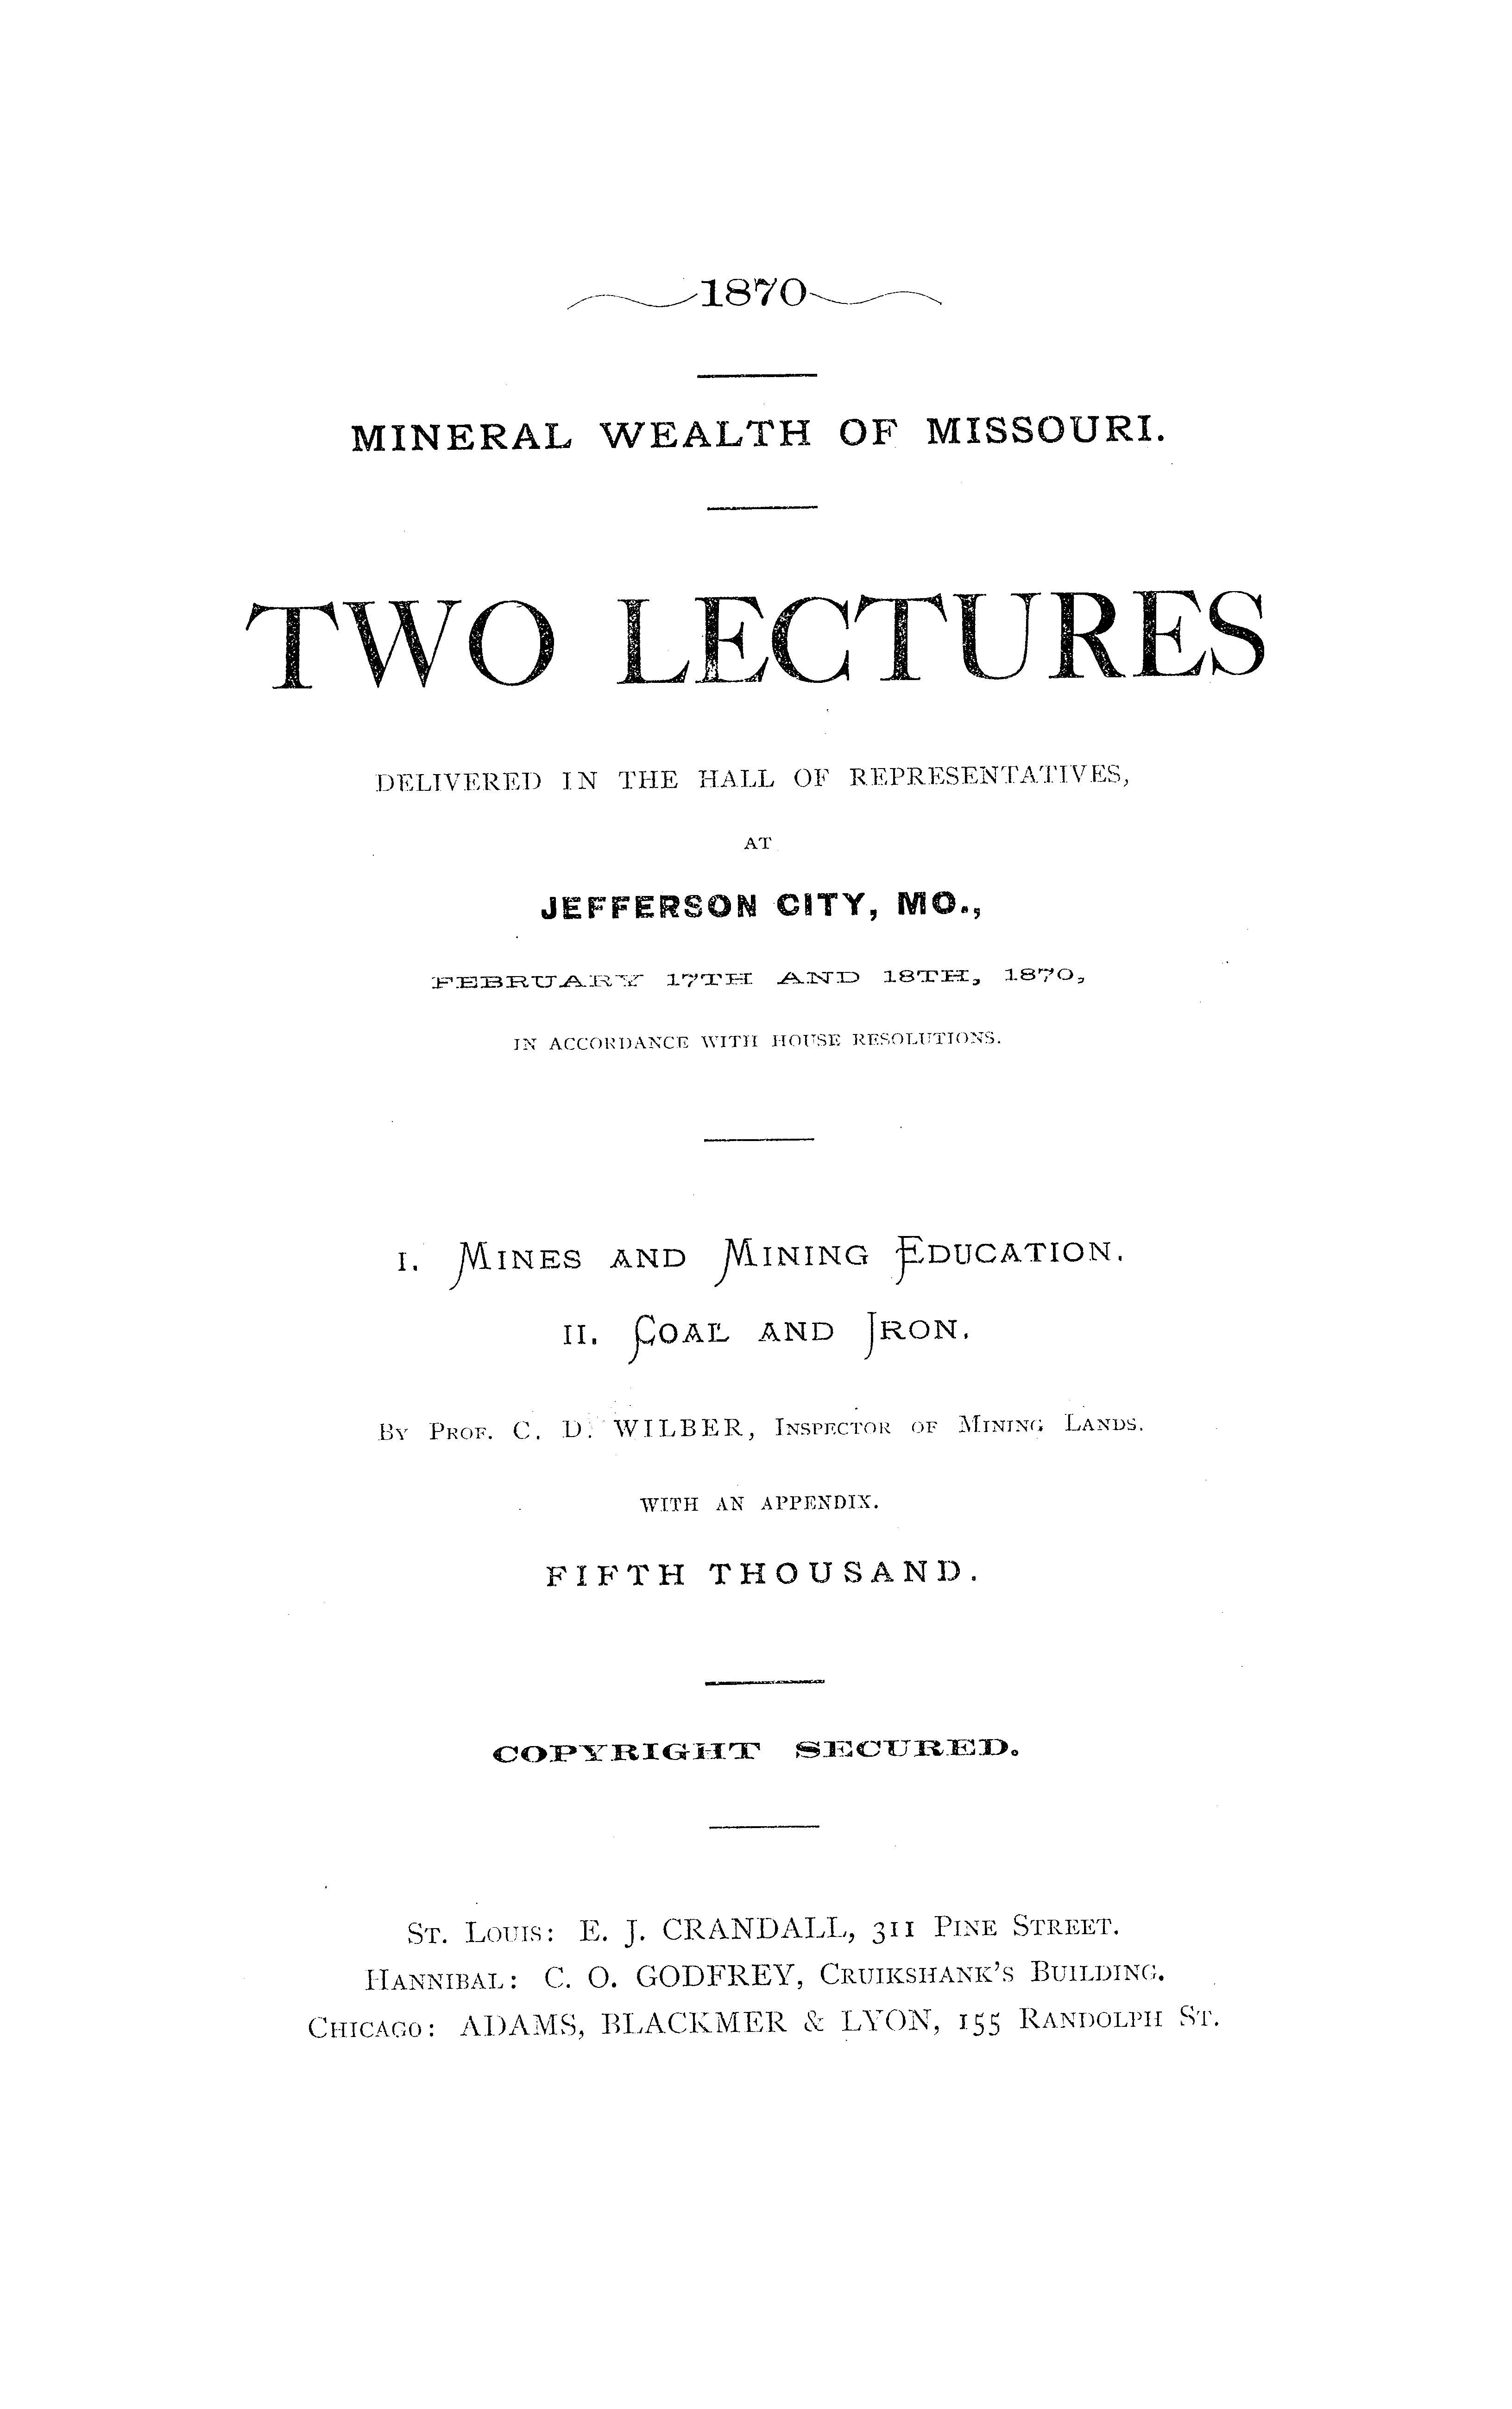 1870
MINERAL WEALTH OF MISSOURI.
TWO LECTURES
DELIVERED IN THE HALL OF REPRESENTATIVES,
AT
JEFFERSON CITY, MO.,
FEBRUARY 17TH AND 18TH, 1870,
IN ACCORDANCE WITH HOUSE RESOLUTIONS.
I. MINES AND MINING EDUCATION.
II. COAL AND IRON.
BY PROF. C. D. WILBER, INSPECTOR OF MINING LANDS.
WITH AN APPENDIX.
FIFTH THOUSAND.
COPYRIGHT SECURED.
ST. LOUIS: E. J. CRANDALL, 311 PINE STREET.
HANNIBAL: C. O. GODFREY, CRUIKSHANK'S BUILDING.
CHICAGO: ADAMS, BLACKMER & LYON, 155 RANDOLPH ST.